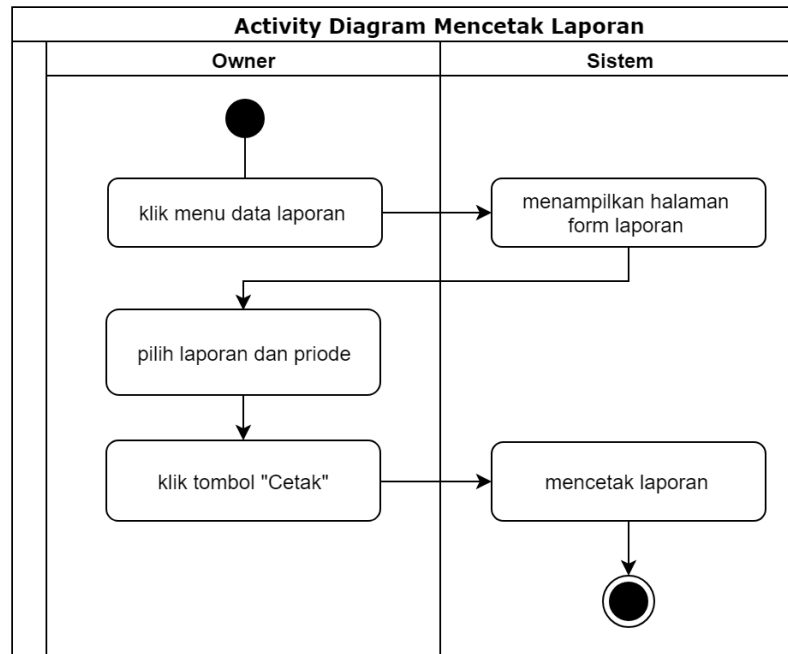 Activity Diagram Mencetak Laporan
Owner
Sistem
klik menu data laporan
menampilkan halaman
form laporan
pilih laporan dan priode
klik tombol "Cetak"
mencetak laporan